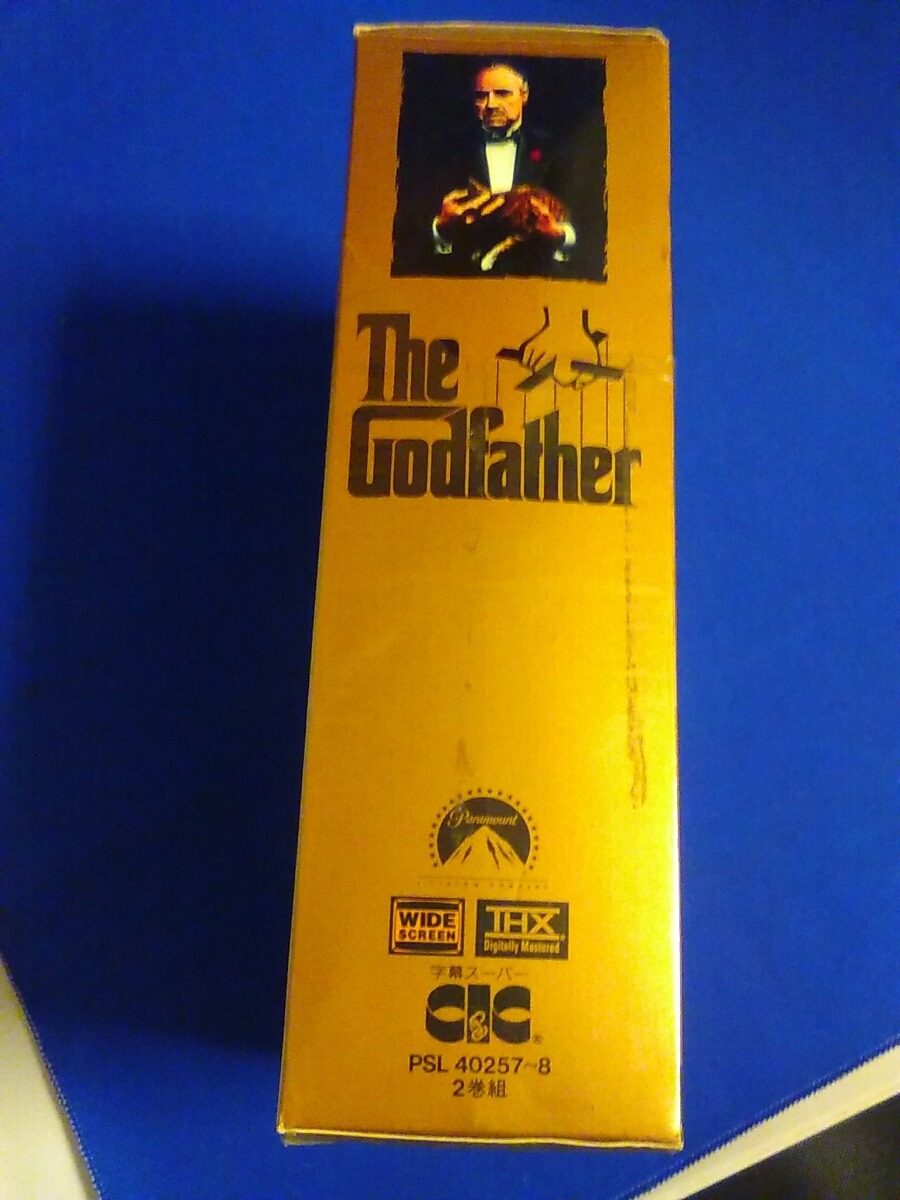 The
Godfather
Paramount
WIDE
SCREEN
THX
Digitally Mastered
字幕スーパー
CIC®
PSL 40257~8
2巻組